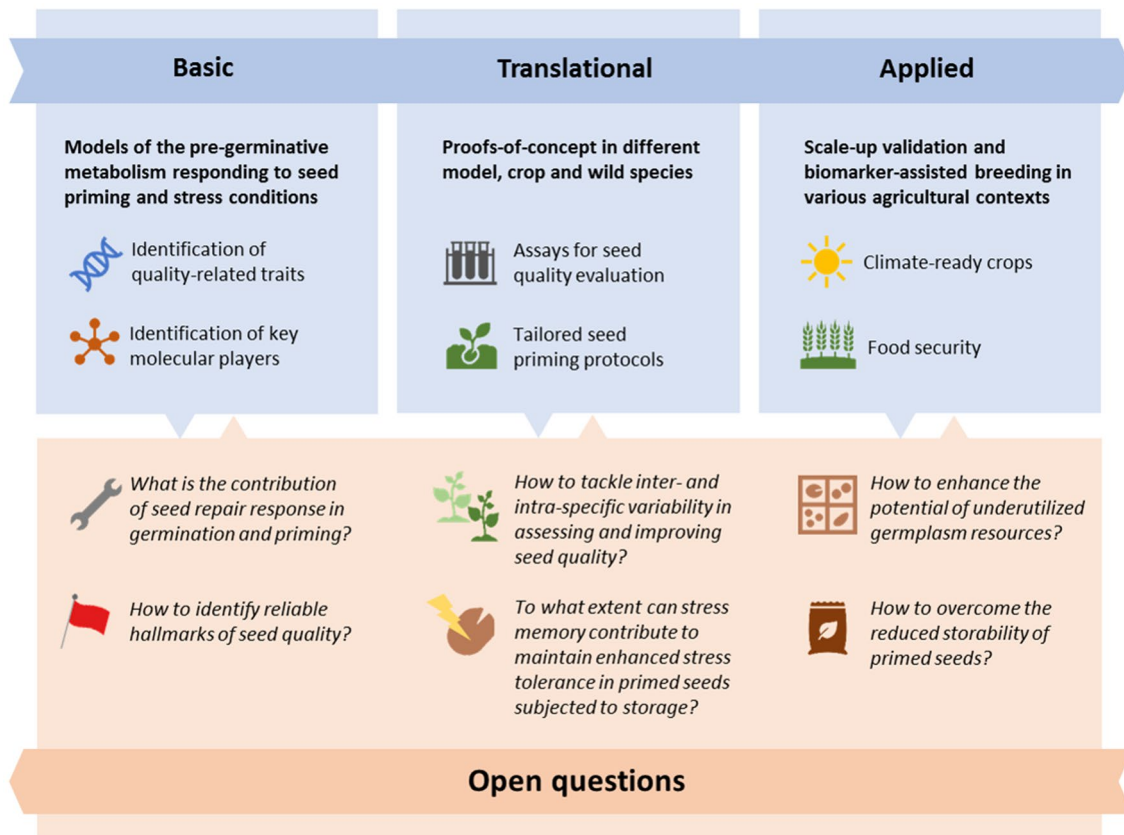 Basic
Translational
Applied
Models of the pre-germinative
metabolism responding to seed
priming and stress conditions
Identification of
quality-related traits
Identification of key
molecular players
Proofs-of-concept in different
model, crop and wild species
Assays for seed
quality evaluation
Tailored seed
priming protocols
Scale-up validation and
biomarker-assisted breeding in
various agricultural contexts
Climate-ready crops
Food security
What is the contribution
of seed repair response in
germination and priming?
How to identify reliable
hallmarks of seed quality?
How to tackle inter- and
intra-specific variability in
assessing and improving
seed quality?
To what extent can stress
memory contribute to
maintain enhanced stress
tolerance in primed seeds
subjected to storage?
How to enhance the
potential of underutilized
germplasm resources?
How to overcome the
reduced storability of
primed seeds?
Open questions